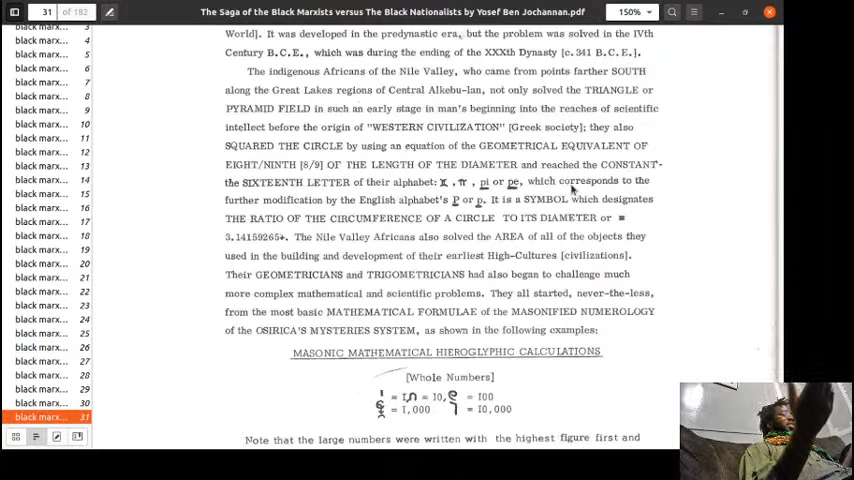 31 of 182
The Saga of the Black Marxists versus The Black Nationalists by Yosef Ben Jochannan.pdf
150%
black marx... 4
black marx... 5
black marx... 6
black marx... 7
black marx... 8
black marx... 9
black marx... 10
black marx... 11
black marx... 12
black marx... 13
black marx... 14
black marx... 15
black marx... 16
black marx... 17
black marx... 18
black marx... 19
black marx... 20
black marx... 21
black marx... 22
black marx... 23
black marx... 24
black marx... 25
black marx... 26
black marx... 27
black marx... 28
black marx... 29
black marx... 30
black marx... 31
World]. It was developed in the predynastic era, but the problem was solved in the IVth
Century B.C.E., which was during the ending of the XXXth Dynasty [c. 341 B.C.E.].
The indigenous Africans of the Nile Valley, who came from points farther SOUTH
along the Great Lakes regions of Central Alkebu-lan, not only solved the TRIANGLE or
PYRAMID FIELD in such an early stage in man's beginning into the reaches of scientific
intellect before the origin of "WESTERN CIVILIZATION" [Greek society]; they also
SQUARED THE CIRCLE by using an equation of the GEOMETRICAL EQUIVALENT OF
EIGHT/NINTH [8/9] OF THE LENGTH OF THE DIAMETER and reached the CONSTANT-
the SIXTEENTH LETTER of their alphabet: π, pi or pe, which corresponds to the
further modification by the English alphabet's P or p. It is a SYMBOL which designates
THE RATIO OF THE CIRCUMFERENCE OF A CIRCLE TO ITS DIAMETER or =
3.14159265+. The Nile Valley Africans also solved the AREA of all of the objects they
used in the building and development of their earliest High-Cultures [civilizations].
Their GEOMETRICIANS and TRIGOMETRICIANS had also began to challenge much
more complex mathematical and scientific problems. They all started, never-the-less,
from the most basic MATHEMATICAL FORMULAE of the MASONIFIED NUMEROLOGY
of the OSIRICA'S MYSTERIES SYSTEM, as shown in the following examples:
MASONIC MATHEMATICAL HIEROGLYPHIC CALCULATIONS
[Whole Numbers]
= I, = IO, = IOO
= I,000 = IO,000
Note that the large numbers were written with the highest figure first and